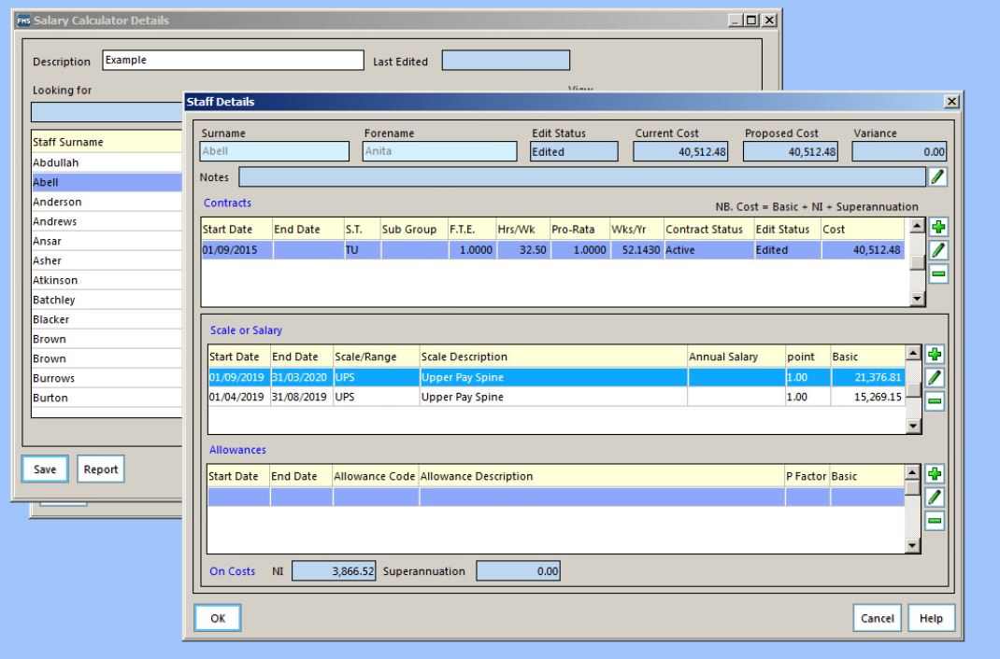 FMS Salary Calculator Details
Description Example Last Edited
Looking for
Staff Surname
Abdullah
Abell
Anderson
Andrews
Ansar
Asher
Atkinson
Batchley
Blacker
Brown
Brown
Burrows
Burton
Save Report
Staff Details
Surname Forename Edit Status Current Cost Proposed Cost Variance
Abell Anita Edited 40,512.48 40,512.48 0.00
Notes
Contracts NB. Cost = Basic + NI + Superannuation
Start Date End Date S.T. Sub Group F.T.E. Hrs/Wk Pro-Rata Wks/Yr Contract Status Edit Status Cost
01/09/2015 TU 1.0000 32.50 1.0000 52.1430 Active Edited 40,512.48
Scale or Salary
Start Date End Date Scale/Range Scale Description Annual Salary point Basic
01/09/2019 31/03/2020 UPS Upper Pay Spine 1.00 21,376.81
01/04/2019 31/08/2019 UPS Upper Pay Spine 1.00 15,269.15
Allowances
Start Date End Date Allowance Code Allowance Description P Factor Basic
On Costs NI 3,866.52 Superannuation 0.00
OK Cancel Help